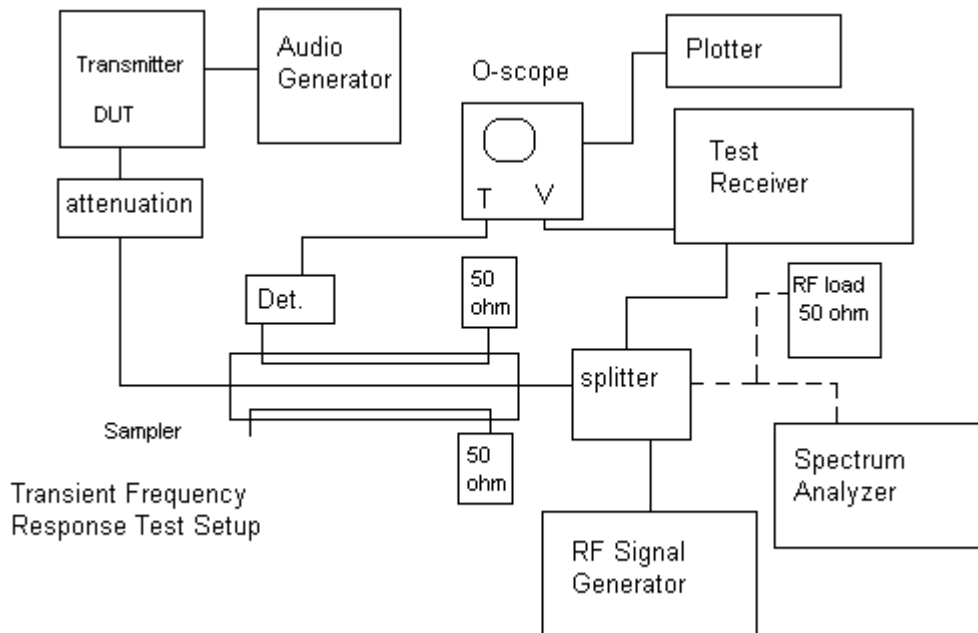 Transmitter
DUT
Audio
Generator
O-scope
Plotter
T V
Test
Receiver
attenuation
Det.
50
ohm
RF load
50 ohm
splitter
Sampler
50
ohm
Spectrum
Analyzer
Transient Frequency
Response Test Setup
RF Signal
Generator